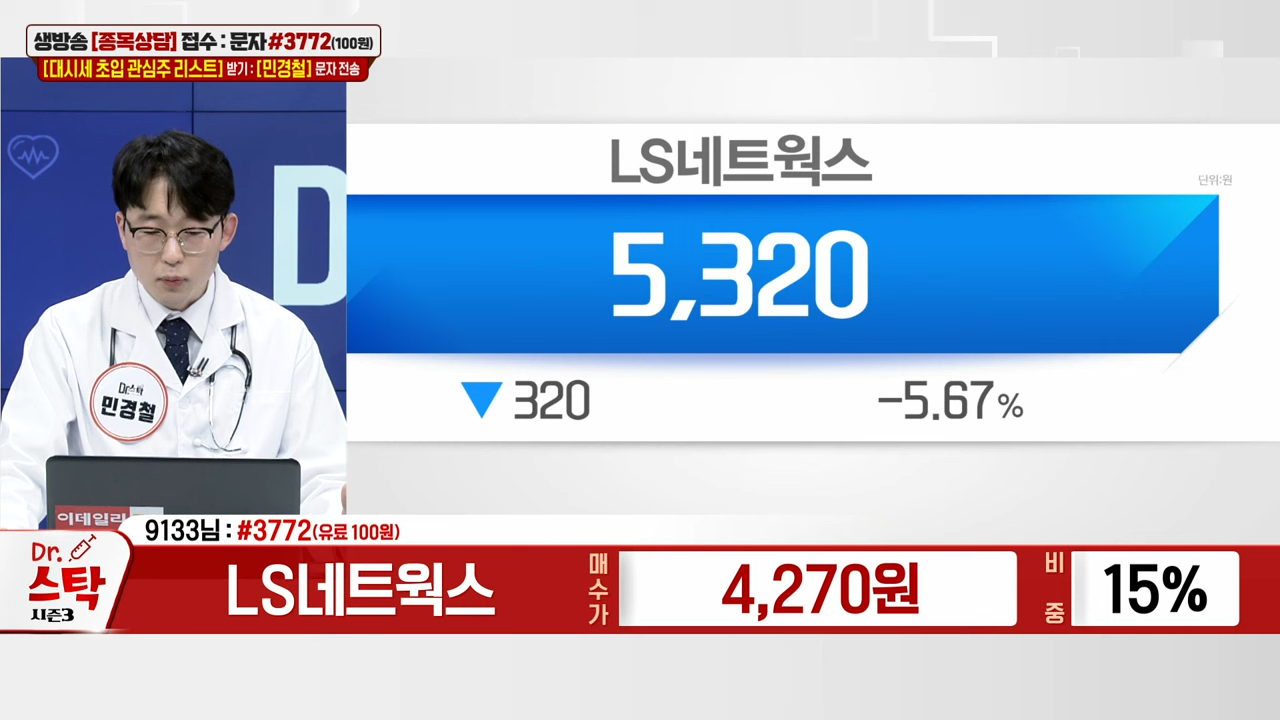 생방송 [종목상담] 접수 : 문자#3772(100원)
[대시세 초입 관심주 리스트] 받기 : [민경철] 문자 전송
LS네트웍스
단위:원
5,320
▼ 320
-5.67%
D
Dr.스탁
민경철
이데일리
9133님 : #3772(유료 100원)
Dr.
스탁
시즌3
LS네트웍스
매수가
4,270원
비중
15%